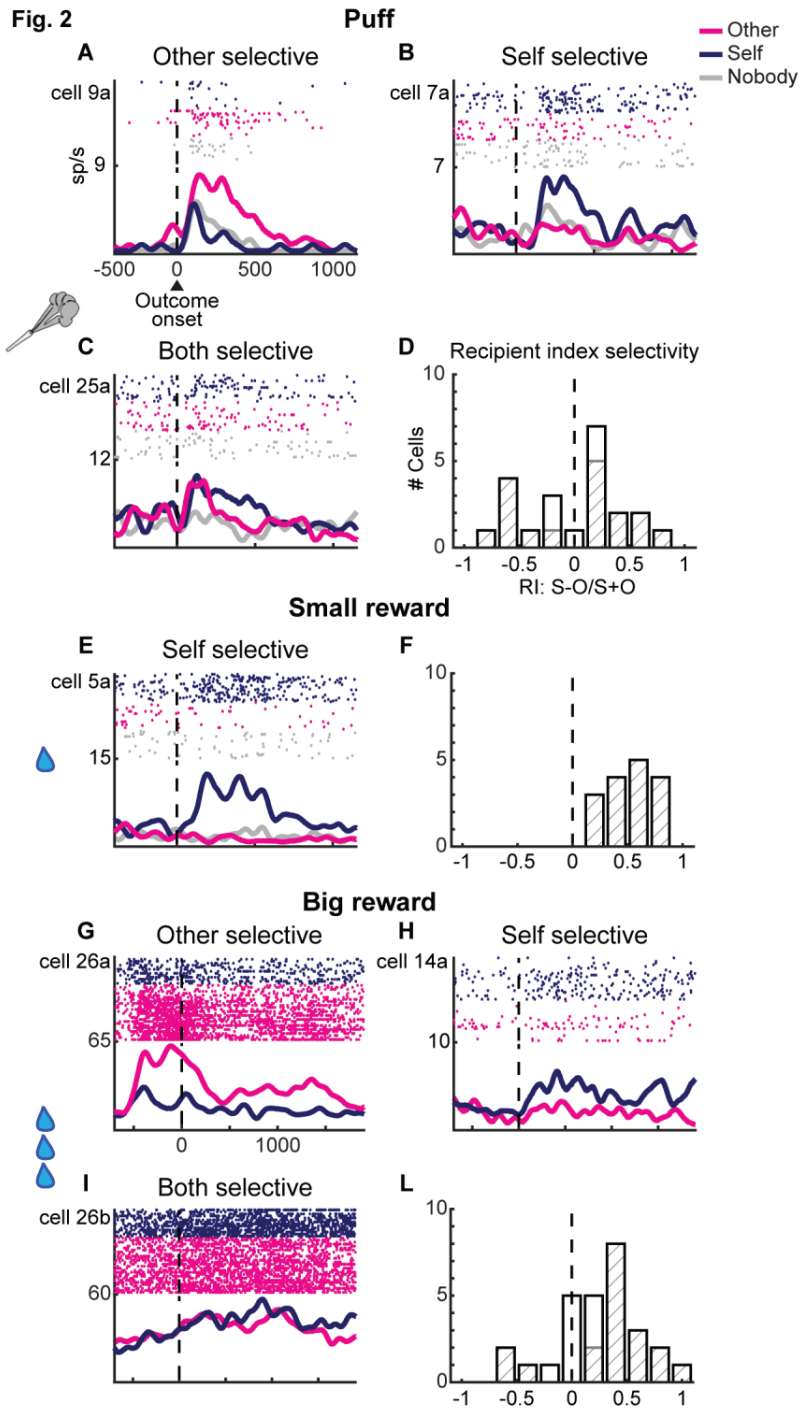 Fig. 2
Puff
Other
Self
Nobody
A
Other selective
cell 9a
sp/s
9
-500
0
500
1000
Outcome
onset
B
Self selective
cell 7a
7
C
Both selective
cell 25a
12
D
Recipient index selectivity
10
# Cells
5
0
-1
-0.5
0
0.5
1
RI: S-O/S+O
Small reward
E
Self selective
cell 5a
15
F
10
5
0
-1
-0.5
0
0.5
1
Big reward
G
Other selective
cell 26a
65
0
1000
H
Self selective
cell 14a
10
I
Both selective
cell 26b
60
L
10
5
0
-1
-0.5
0
0.5
1